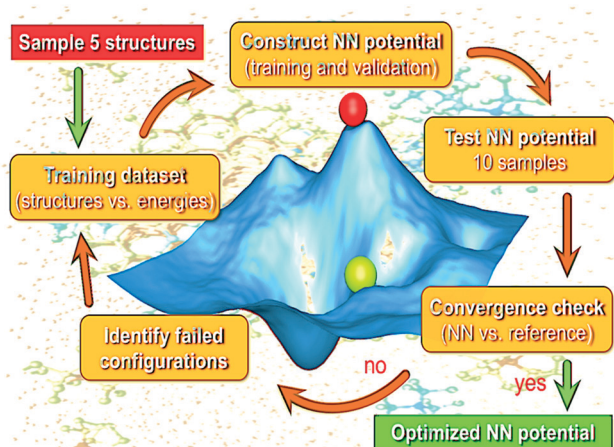 Sample 5 structures
Construct NN potential
(training and validation)
Test NN potential
10 samples
Training dataset
(structures vs. energies)
Convergence check
(NN vs. reference)
Identify failed
configurations
no
yes
Optimized NN potential